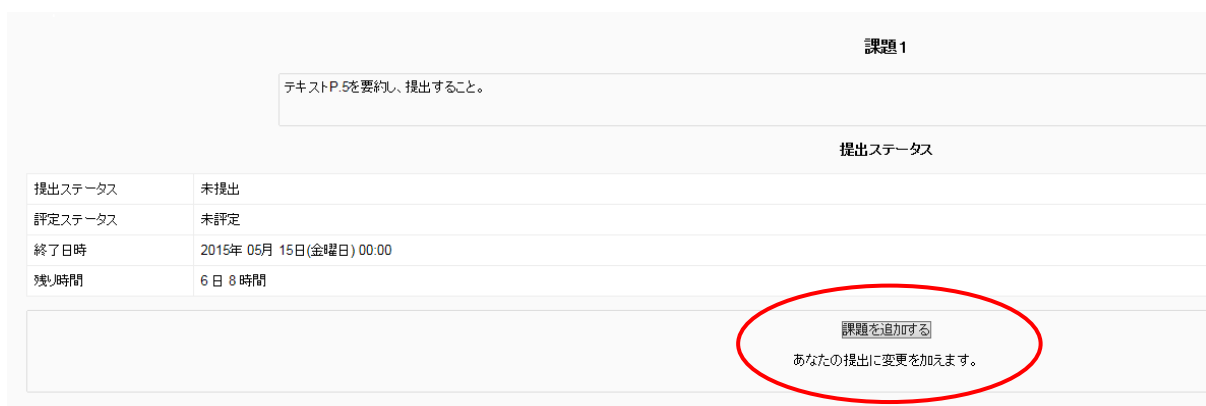 課題1
テキストP.5を要約し、提出すること。
提出ステータス
提出ステータス 未提出
評定ステータス 未評定
終了日時 2015年 05月 15日(金曜日) 00:00
残り時間 6 日 8 時間
課題を追加する
あなたの提出に変更を加えます。